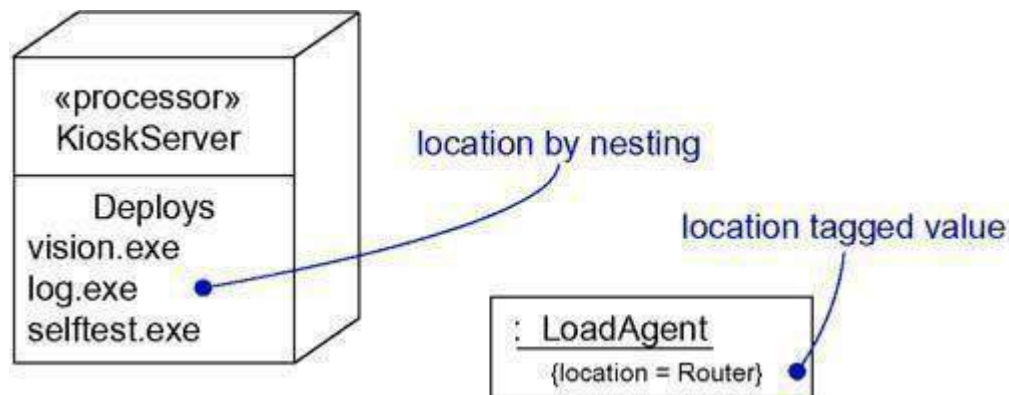 «processor»
KioskServer
Deploys
vision.exe
log.exe
selftest.exe
location by nesting
location tagged value
: LoadAgent
{location = Router}